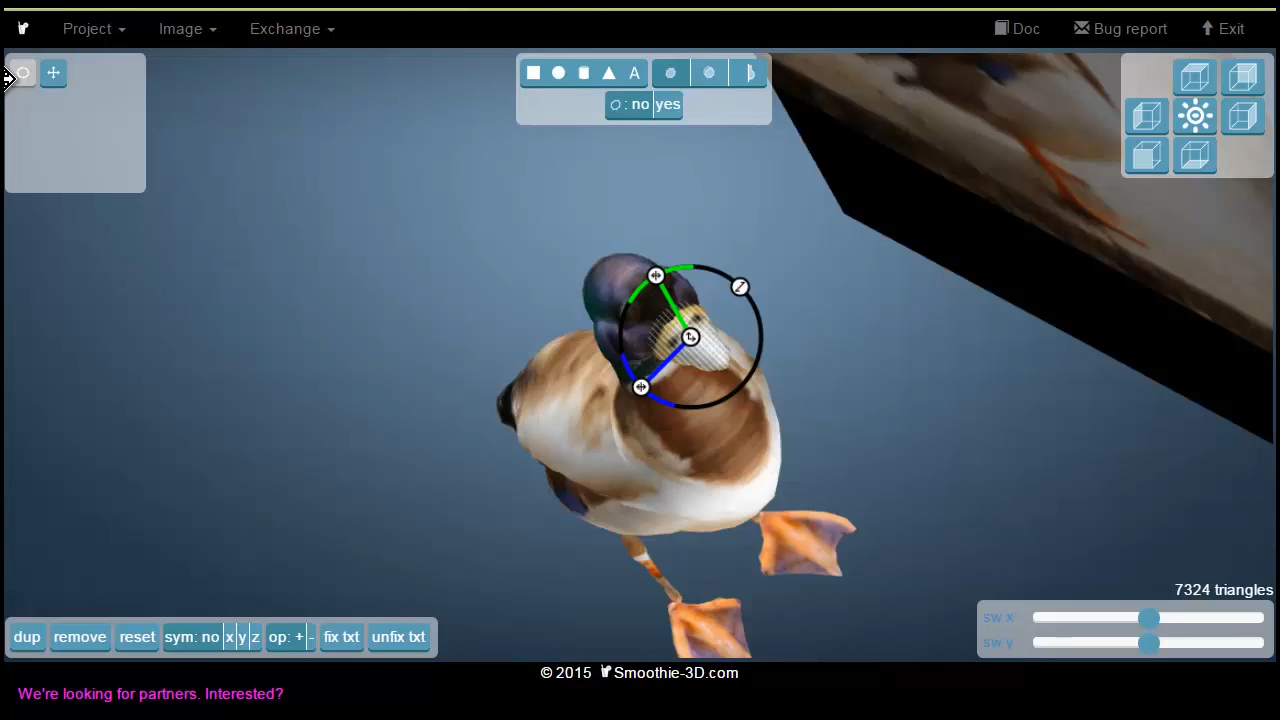 Project Image Exchange Doc Bug report Exit
A
: no yes
7324 triangles
sw x
sw y
dup remove reset sym: no x y z op: + - fix txt unfix txt
© 2015 Smoothie-3D.com
We're looking for partners. Interested?